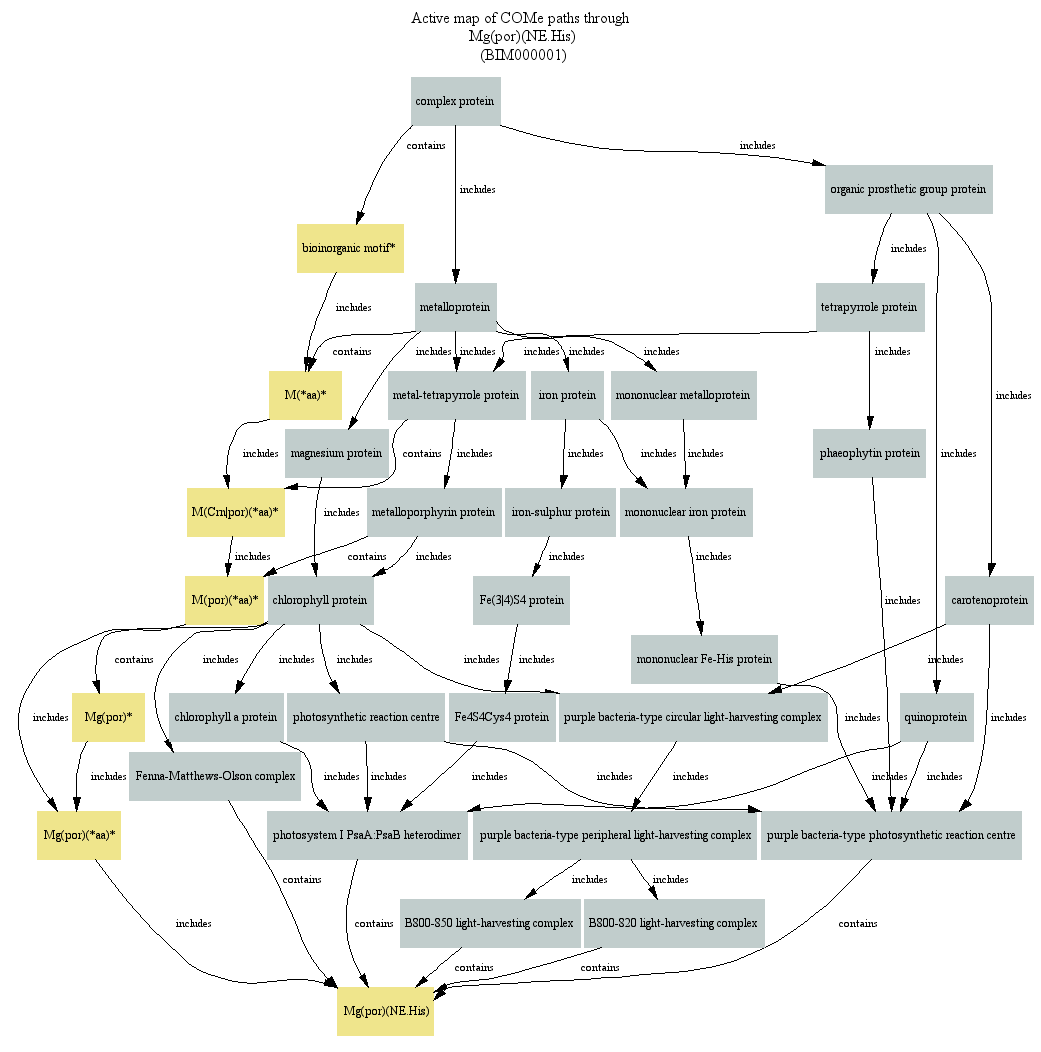 Active map of COMe paths through
Mg(por)(NE.His)
(BIM000001)
complex protein
contains
includes
includes
organic prosthetic group protein
bioinorganic motif*
includes
includes
metalloprotein
tetrapyrrole protein
contains
includes
includes
includes
includes
includes
includes
M(*aa)*
metal-tetrapyrrole protein
iron protein
mononuclear metalloprotein
includes
magnesium protein
phaeophytin protein
includes
contains
includes
includes
includes
includes
includes
M(Crn|por)(*aa)*
metalloporphyrin protein
iron-sulphur protein
mononuclear iron protein
includes
includes
contains
includes
includes
includes
M(por)(*aa)*
chlorophyll protein
Fe(3|4)S4 protein
includes
carotenoprotein
contains
includes
includes
includes
includes
includes
mononuclear Fe-His protein
includes
includes
Mg(por)*
chlorophyll a protein
photosynthetic reaction centre
Fe4S4Cys4 protein
purple bacteria-type circular light-harvesting complex
quinoprotein
includes
includes
includes
Fenna-Matthews-Olson complex
includes
includes
includes
includes
includes
includes
includes
Mg(por)(*aa)*
photosystem I PsaA:PsaB heterodimer
purple bacteria-type peripheral light-harvesting complex
purple bacteria-type photosynthetic reaction centre
contains
includes
includes
includes
contains
B800-850 light-harvesting complex
B800-820 light-harvesting complex
contains
contains
contains
Mg(por)(NE.His)